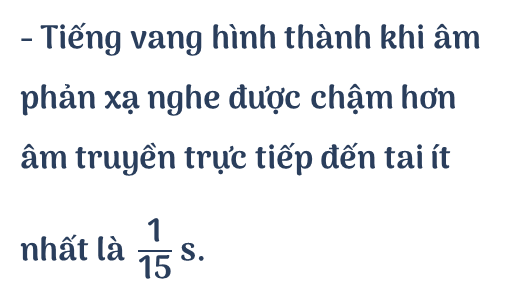 - Tiếng vang hình thành khi âm
phản xạ nghe được chậm hơn
âm truyền trực tiếp đến tai ít
nhất là 1/15 s.